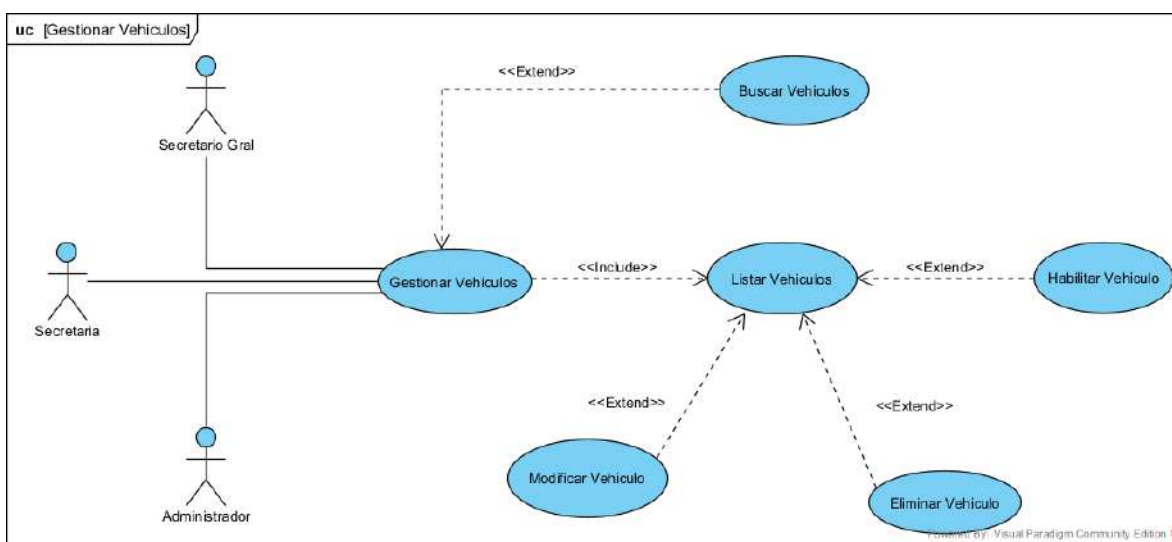 uc [Gestionar Vehiculos]
<<Extend>>
Buscar Vehiculos
Secretario Gral
Gestionar Vehiculos
<<Include>>
Listar Vehiculos
<<Extend>>
Habilitar Vehiculo
Secretaria
<<Extend>>
<<Extend>>
Modificar Vehiculo
Eliminar Vehiculo
Administrador
Powered By: Visual Paradigm Community Edition